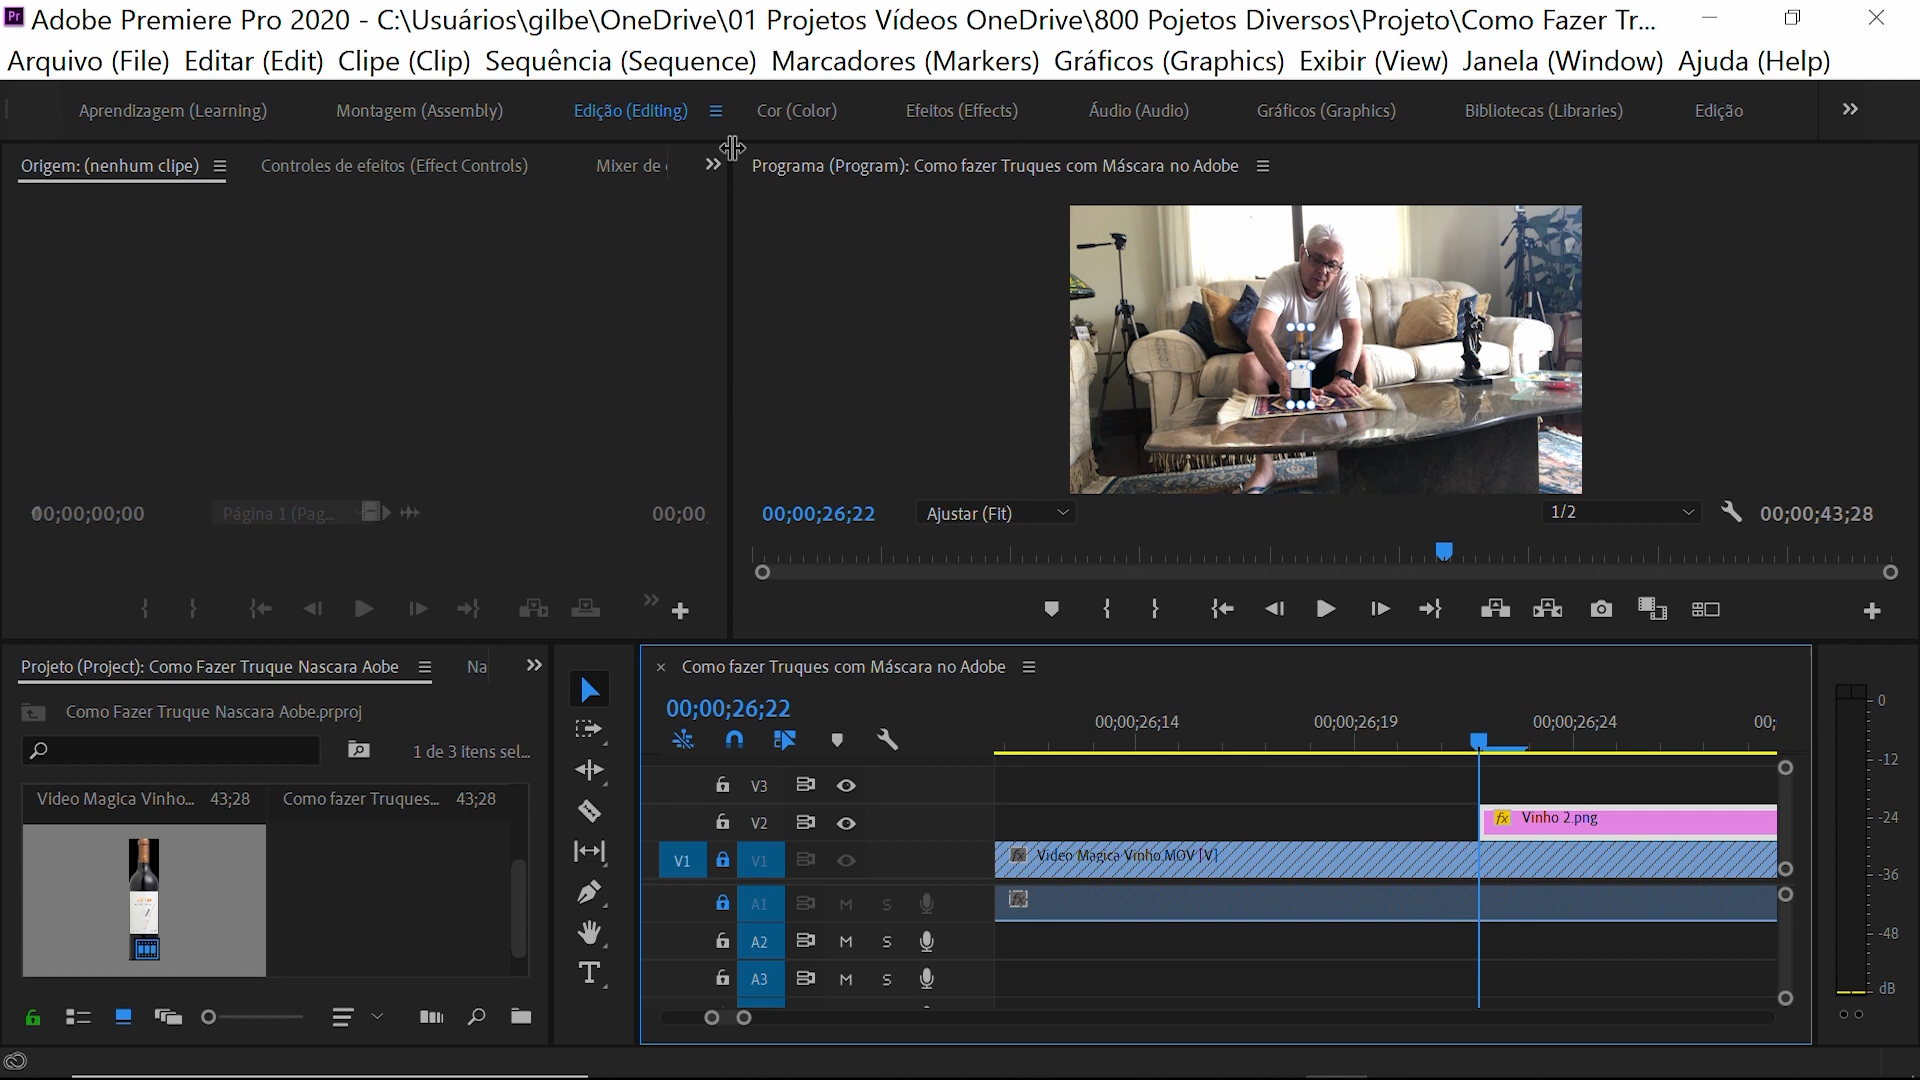 Adobe Premiere Pro 2020 - C:\Usuários\gilbe\OneDrive\01 Projetos Vídeos OneDrive\800 Pojetos Diversos\Projeto\Como Fazer Tr...
Arquivo (File) Editar (Edit) Clipe (Clip) Sequência (Sequence) Marcadores (Markers) Gráficos (Graphics) Exibir (View) Janela (Window) Ajuda (Help)
Aprendizagem (Learning) Montagem (Assembly) Edição (Editing) Cor (Color) Efeitos (Effects) Áudio (Audio) Gráficos (Graphics) Bibliotecas (Libraries) Edição
Origem: (nenhum clipe) Controles de efeitos (Effect Controls) Mixer de
Programa (Program): Como fazer Truques com Máscara no Adobe
00;00;00;00 Página 1 (Pag... 00;00
00;00;26;22 Ajustar (Fit) 1/2 00;00;43;28
Projeto (Project): Como Fazer Truque Nascara Aobe Na
Como Fazer Truque Nascara Aobe.prproj
1 de 3 itens sel...
Video Magica Vinho... 43;28 Como fazer Truques... 43;28
Como fazer Truques com Máscara no Adobe
00;00;26;22
00;00;26;14 00;00;26;19 00;00;26;24 00;
V3
V2 fx Vinho 2.png
V1 V1 fx Video Magica Vinho.MOV [V]
A1 M S fx
A2 M S
A3 M S
0
-12
-24
-36
-48
dB